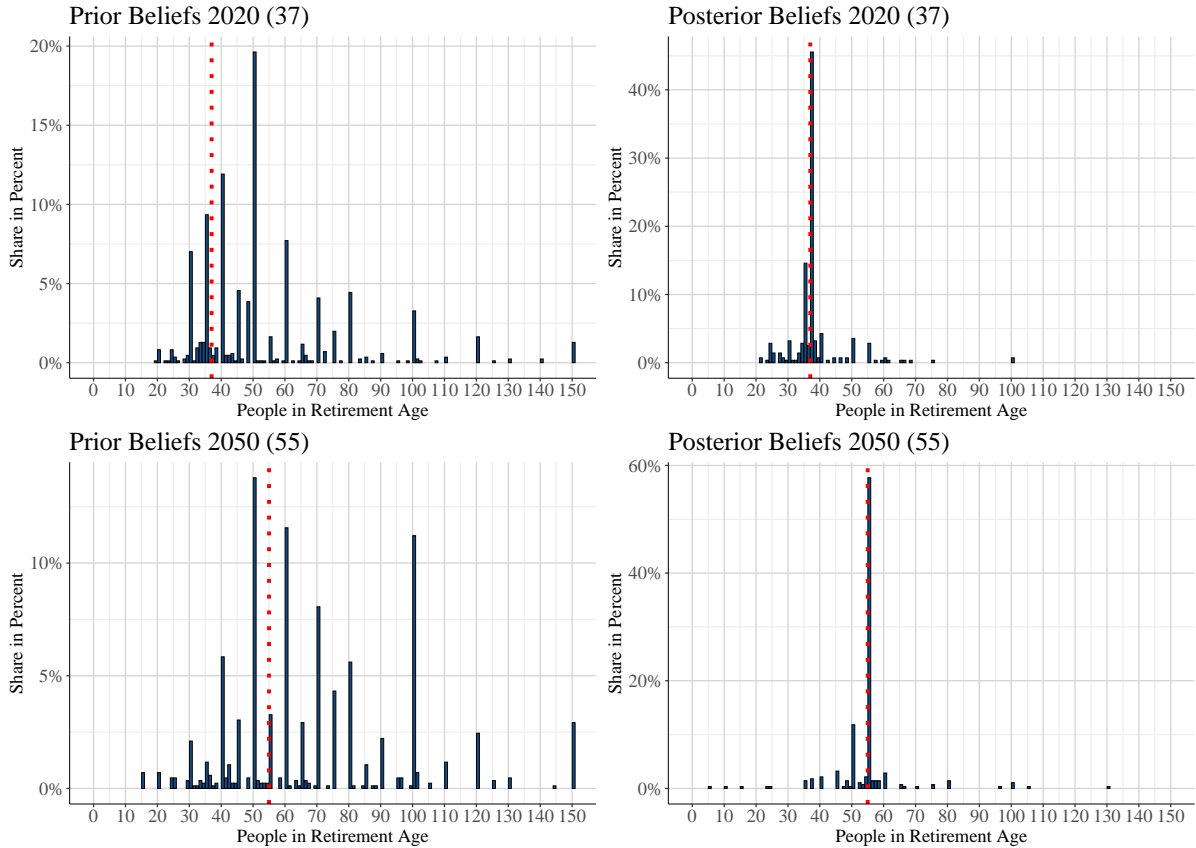 Prior Beliefs 2020 (37)
20%
15%
10%
5%
0%
Share in Percent
0 10 20 30 40 50 60 70 80 90 100 110 120 130 140 150
People in Retirement Age
Posterior Beliefs 2020 (37)
40%
30%
20%
10%
0%
Share in Percent
0 10 20 30 40 50 60 70 80 90 100 110 120 130 140 150
People in Retirement Age
Prior Beliefs 2050 (55)
10%
5%
0%
Share in Percent
0 10 20 30 40 50 60 70 80 90 100 110 120 130 140 150
People in Retirement Age
Posterior Beliefs 2050 (55)
60%
40%
20%
0%
Share in Percent
0 10 20 30 40 50 60 70 80 90 100 110 120 130 140 150
People in Retirement Age